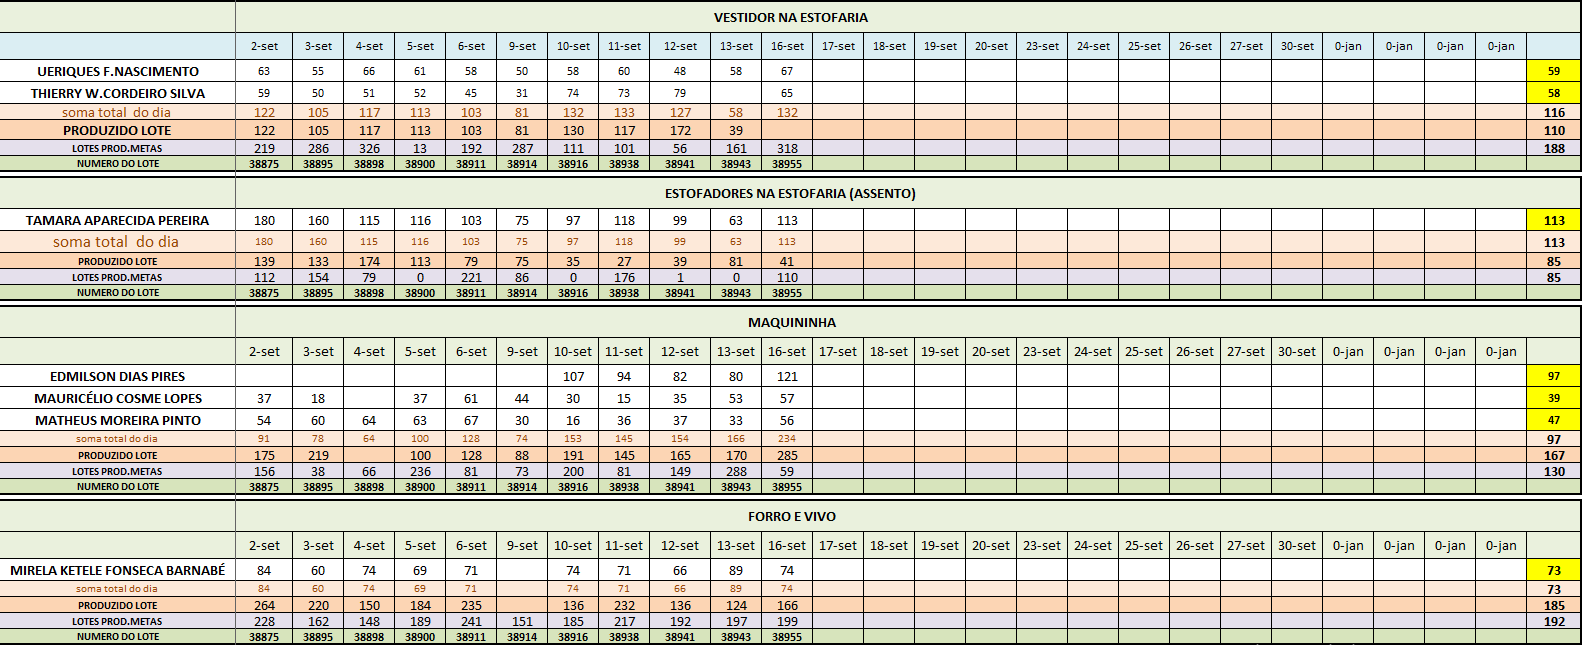 VESTIDOR NA ESTOFARIA
2-set 3-set 4-set 5-set 6-set 9-set 10-set 11-set 12-set 13-set 16-set 17-set 18-set 19-set 20-set 23-set 24-set 25-set 26-set 27-set 30-set 0-jan 0-jan 0-jan 0-jan
UERIQUES F.NASCIMENTO 63 55 66 61 58 50 58 60 48 58 67 59
THIERRY W.CORDEIRO SILVA 59 50 51 52 45 31 74 73 79 65 58
soma total do dia 122 105 117 113 103 81 132 133 127 58 132 116
PRODUZIDO LOTE 122 105 117 113 103 81 130 117 172 39 110
LOTES PROD.METAS 219 286 326 13 192 287 111 101 56 161 318 188
NUMERO DO LOTE 38875 38895 38898 38900 38911 38914 38916 38938 38941 38943 38955
ESTOFADORES NA ESTOFARIA (ASSENTO)
TAMARA APARECIDA PEREIRA 180 160 115 116 103 75 97 118 99 63 113 113
soma total do dia 180 160 115 116 103 75 97 118 99 63 113 113
PRODUZIDO LOTE 139 133 174 113 79 75 35 27 39 81 41 85
LOTES PROD.METAS 112 154 79 0 221 86 0 176 1 0 110 85
NUMERO DO LOTE 38875 38895 38898 38900 38911 38914 38916 38938 38941 38943 38955
MAQUININHA
2-set 3-set 4-set 5-set 6-set 9-set 10-set 11-set 12-set 13-set 16-set 17-set 18-set 19-set 20-set 23-set 24-set 25-set 26-set 27-set 30-set 0-jan 0-jan 0-jan 0-jan
EDMILSON DIAS PIRES 107 94 82 80 121 97
MAURICÉLIO COSME LOPES 37 18 37 61 44 30 15 35 53 57 39
MATHEUS MOREIRA PINTO 54 60 64 63 67 30 16 36 37 33 56 47
soma total do dia 91 78 64 100 128 74 153 145 154 166 234 97
PRODUZIDO LOTE 175 219 100 128 88 191 145 165 170 285 167
LOTES PROD.METAS 156 38 66 236 81 73 200 81 149 288 59 130
NUMERO DO LOTE 38875 38895 38898 38900 38911 38914 38916 38938 38941 38943 38955
FORRO E VIVO
2-set 3-set 4-set 5-set 6-set 9-set 10-set 11-set 12-set 13-set 16-set 17-set 18-set 19-set 20-set 23-set 24-set 25-set 26-set 27-set 30-set 0-jan 0-jan 0-jan 0-jan
MIRELA KETELE FONSECA BARNABÉ 84 60 74 69 71 74 71 66 89 74 73
soma total do dia 84 60 74 69 71 74 71 66 89 74 73
PRODUZIDO LOTE 264 220 150 184 235 136 232 136 124 166 185
LOTES PROD.METAS 228 162 148 189 241 151 185 217 192 197 199 192
NUMERO DO LOTE 38875 38895 38898 38900 38911 38914 38916 38938 38941 38943 38955